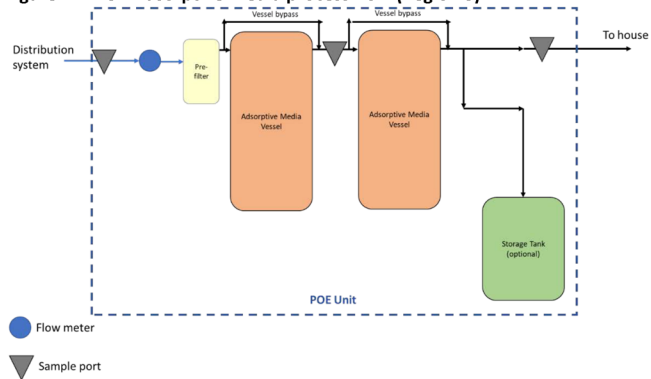 Vessel bypass
Vessel bypass
To house
Distribution
system
Pre-
filter
Adsorptive Media
Vessel
Adsorptive Media
Vessel
Storage Tank
(optional)
POE Unit
Flow meter
Sample port